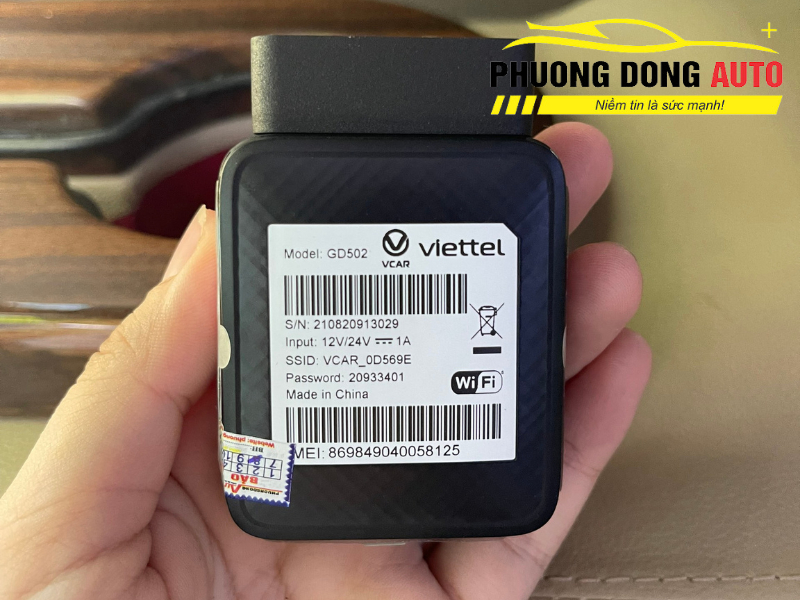 PHUONG DONG AUTO
Niềm tin là sức mạnh!
Model: GD502
VCAR
viettel
S/N: 210820913029
Input: 12V/24V ⎓ 1A
SSID: VCAR_0D569E
Password: 20933401
Made in China
WiFi
MEI: 869849040058125
BẢO